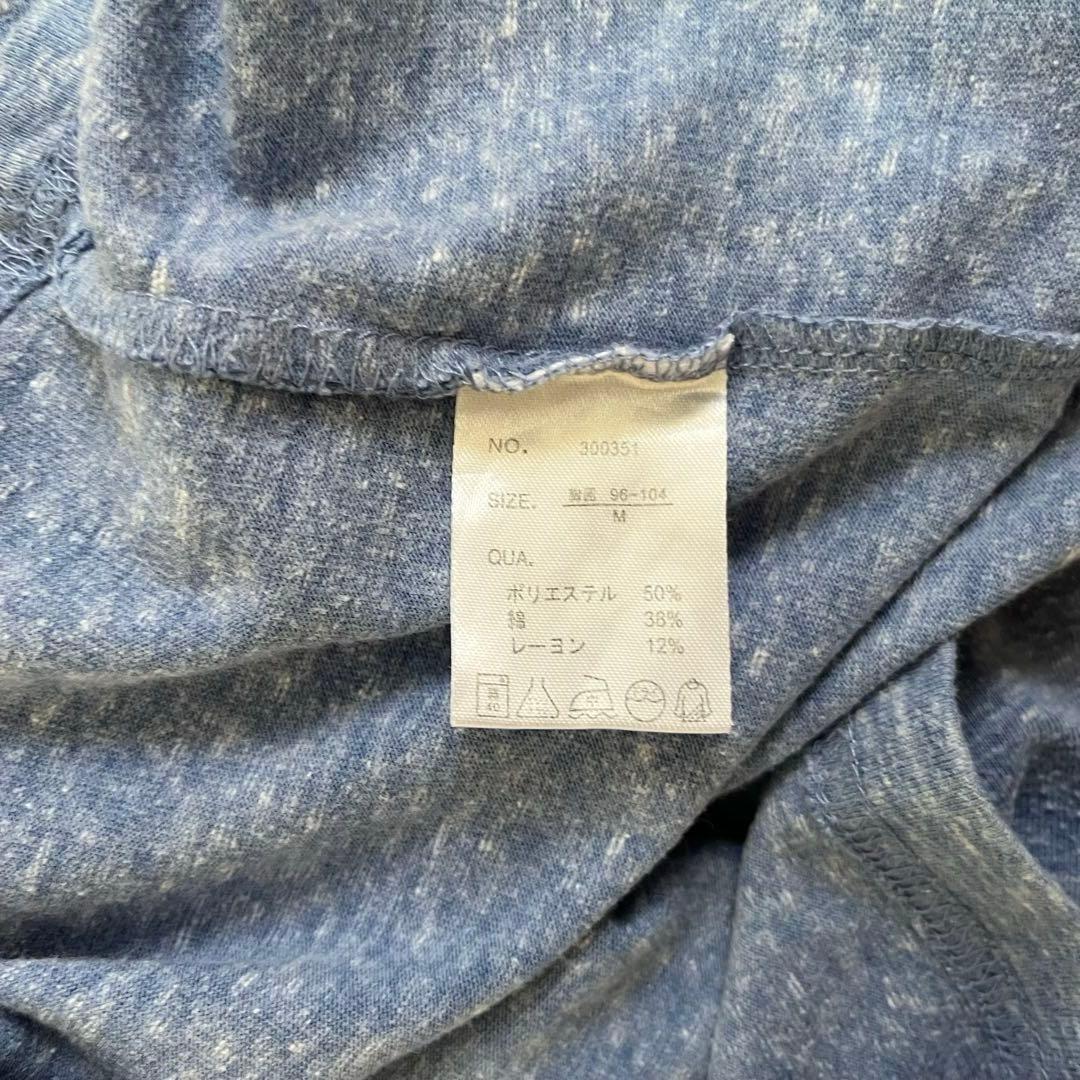 NO. 300351
SIZE. 胸囲 96-104
M
QUA.
ポリエステル 50%
綿 38%
レーヨン 12%